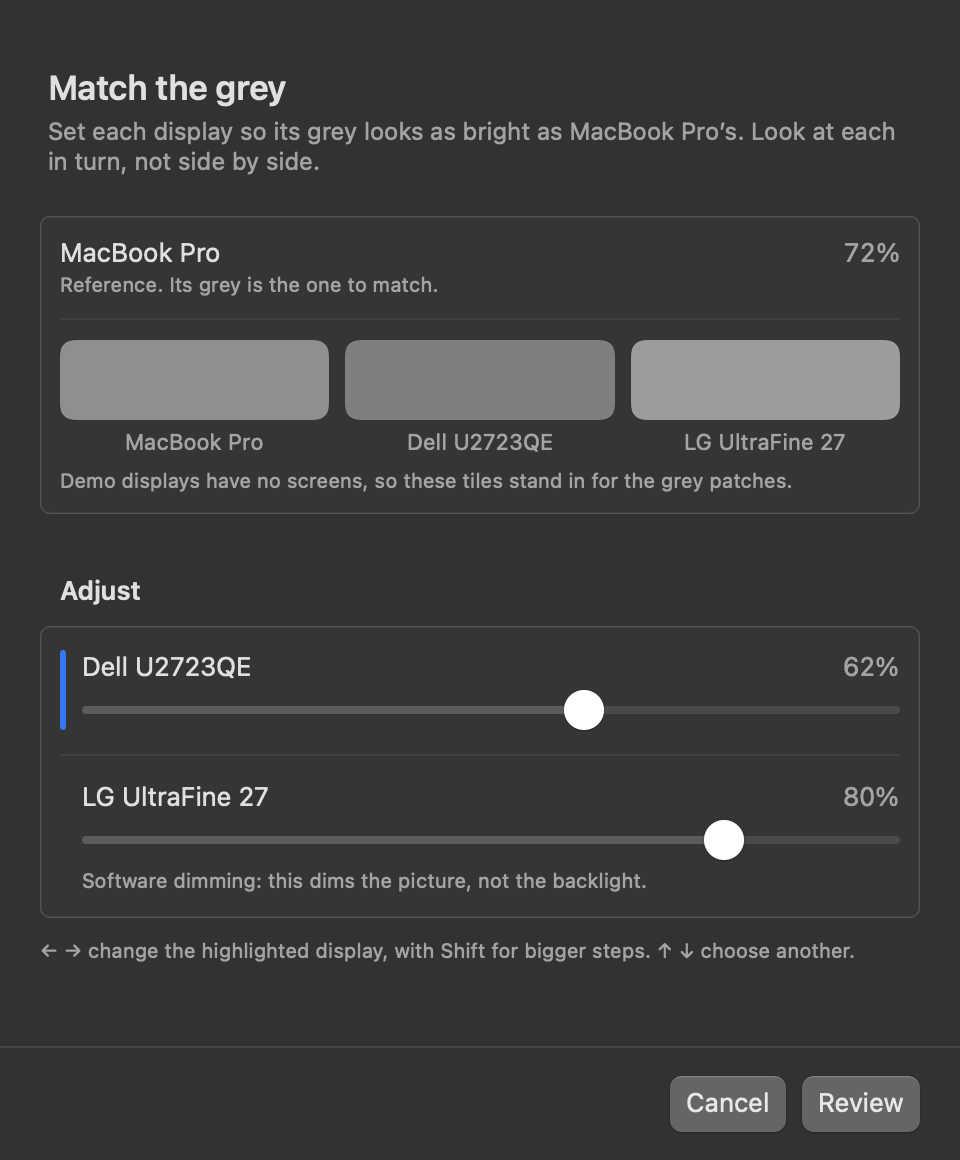 Match the grey
Set each display so its grey looks as bright as MacBook Pro’s. Look at each
in turn, not side by side.
MacBook Pro
72%
Reference. Its grey is the one to match.
MacBook Pro
Dell U2723QE
LG UltraFine 27
Demo displays have no screens, so these tiles stand in for the grey patches.
Adjust
Dell U2723QE
62%
LG UltraFine 27
80%
Software dimming: this dims the picture, not the backlight.
← → change the highlighted display, with Shift for bigger steps. ↑ ↓ choose another.
Cancel
Review